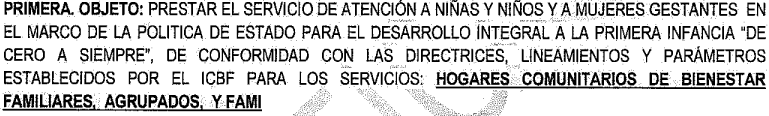 PRIMERA. OBJETO: PRESTAR EL SERVICIO DE ATENCIÓN A NIÑAS Y NIÑOS Y A MUJERES GESTANTES EN
EL MARCO DE LA POLITICA DE ESTADO PARA EL DESARROLLO INTEGRAL A LA PRIMERA INFANCIA "DE
CERO A SIEMPRE", DE CONFORMIDAD CON LAS DIRECTRICES, LINEAMIENTOS Y PARÁMETROS
ESTABLECIDOS POR EL ICBF PARA LOS SERVICIOS: HOGARES COMUNITARIOS DE BIENESTAR
FAMILIARES, AGRUPADOS, Y FAMI